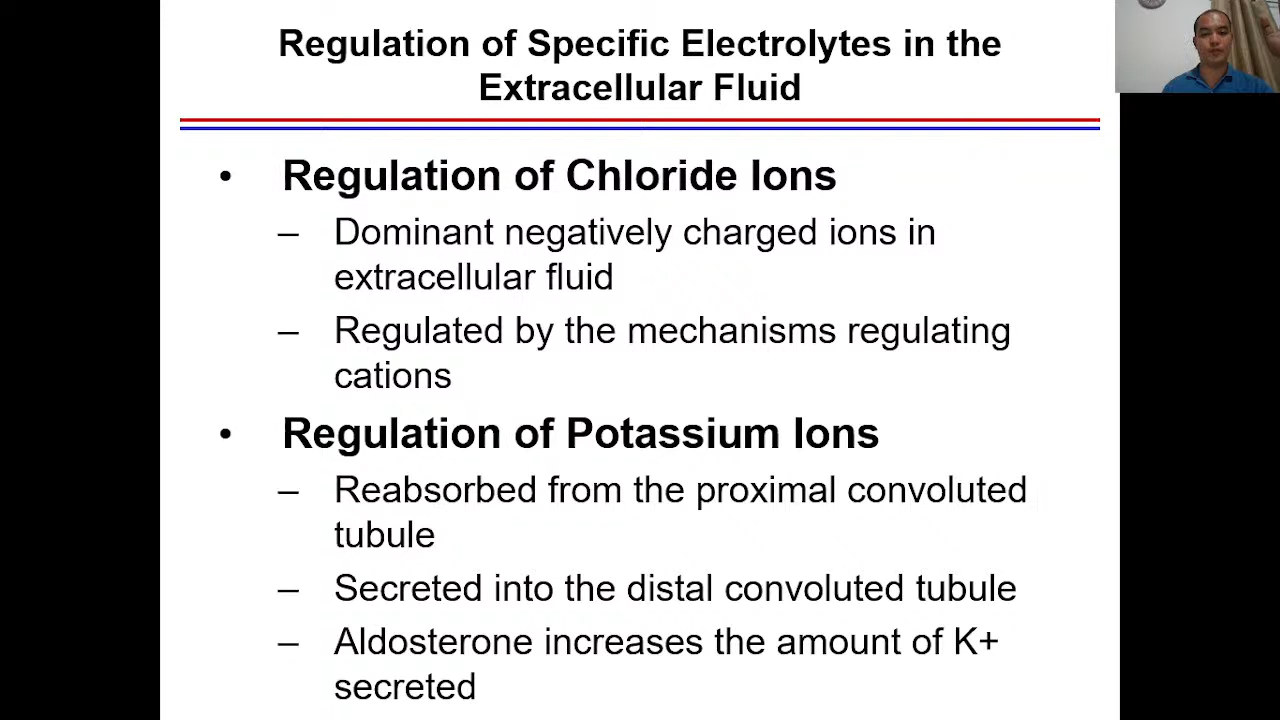 Regulation of Specific Electrolytes in the
Extracellular Fluid
• Regulation of Chloride Ions
– Dominant negatively charged ions in
extracellular fluid
– Regulated by the mechanisms regulating
cations
• Regulation of Potassium Ions
– Reabsorbed from the proximal convoluted
tubule
– Secreted into the distal convoluted tubule
– Aldosterone increases the amount of K+
secreted